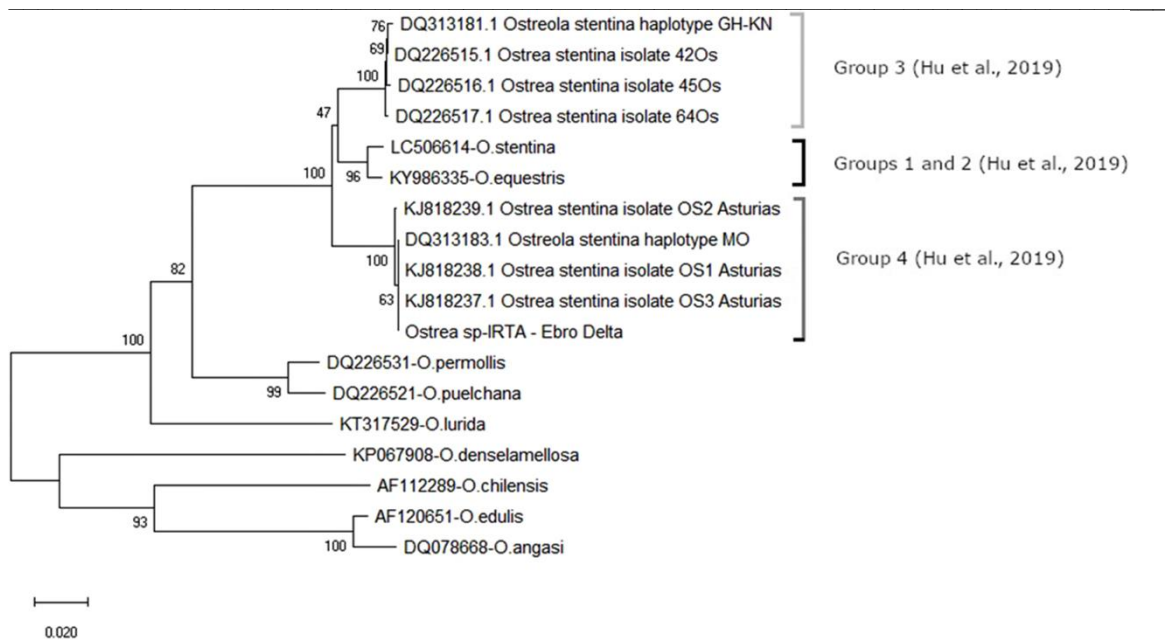 76
DQ313181.1 Ostreola stentina haplotype GH-KN
69
DQ226515.1 Ostrea stentina isolate 42Os
Group 3 (Hu et al., 2019)
100
DQ226516.1 Ostrea stentina isolate 45Os
47
DQ226517.1 Ostrea stentina isolate 64Os
LC506614-O.stentina
Groups 1 and 2 (Hu et al., 2019)
100
96
KY986335-O.equestris
KJ818239.1 Ostrea stentina isolate OS2 Asturias
DQ313183.1 Ostreola stentina haplotype MO
100
Group 4 (Hu et al., 2019)
82
KJ818238.1 Ostrea stentina isolate OS1 Asturias
63
KJ818237.1 Ostrea stentina isolate OS3 Asturias
Ostrea sp-IRTA - Ebro Delta
100
DQ226531-O.permollis
99
DQ226521-O.puelchana
KT317529-O.lurida
KP067908-O.denselamellosa
AF112289-O.chilensis
93
AF120651-O.edulis
100
DQ078668-O.angasi
0.020